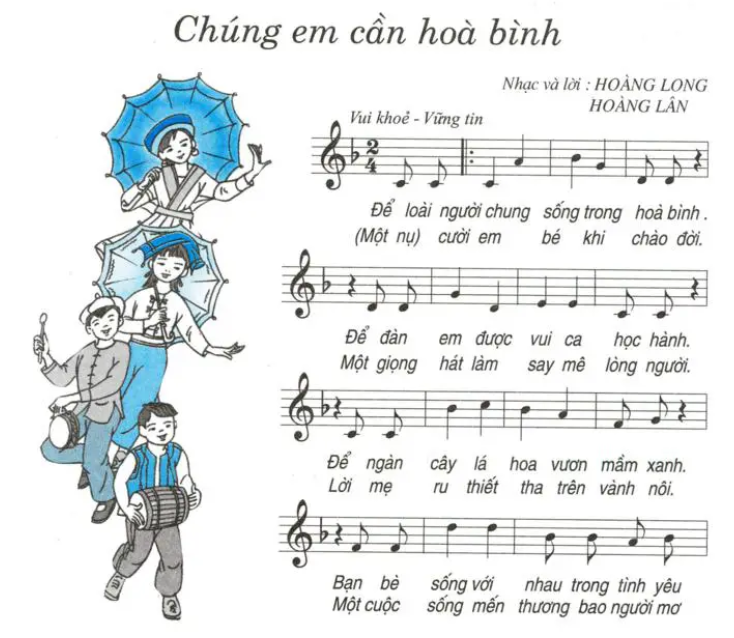 Chúng em cần hoà bình
Nhạc và lời : HOÀNG LONG
HOÀNG LÂN
Vui khoẻ - Vững tin
2
4
Để loài người chung sống trong hoà bình .
(Một nụ) cười em bé khi chào đời.
Để đàn em được vui ca học hành.
Một giọng hát làm say mê lòng người.
Để ngàn cây lá hoa vươn mầm xanh.
Lời mẹ ru thiết tha trên vành nôi.
Bạn bè sống với nhau trong tình yêu
Một cuộc sống mến thương bao người mơ